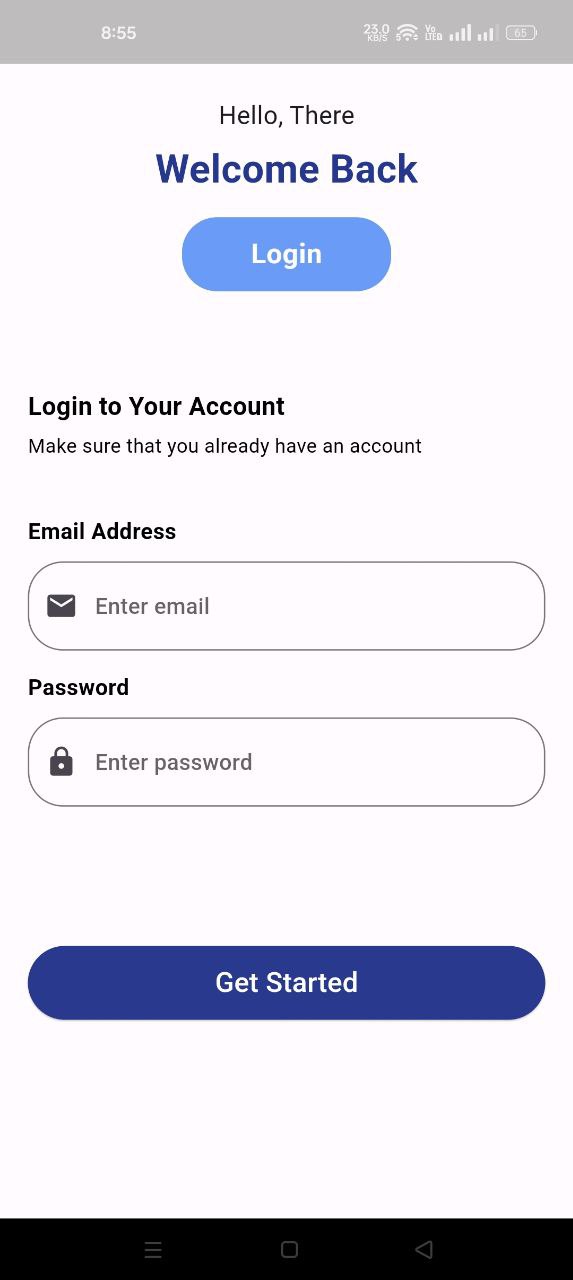 8:55
23.0
KB/S
5
Vo
LTE
65
Hello, There
Welcome Back
Login
Login to Your Account
Make sure that you already have an account
Email Address
Enter email
Password
Enter password
Get Started